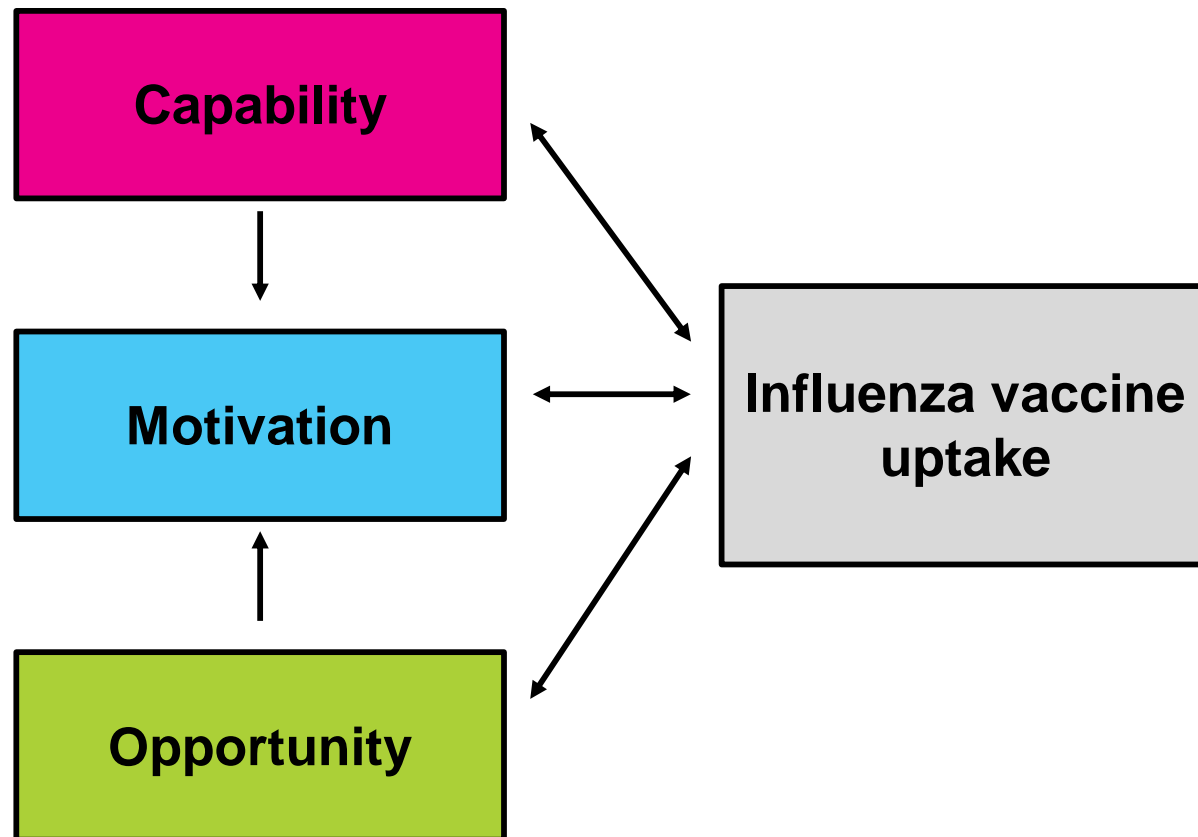 Capability
Motivation
Influenza vaccine
uptake
Opportunity